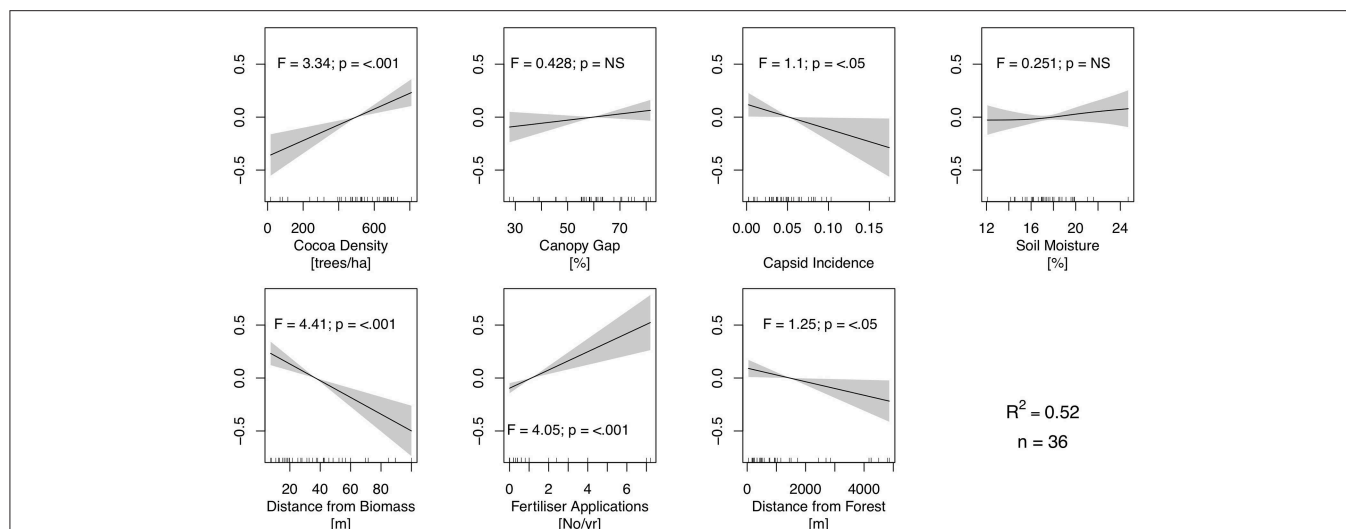 F = 3.34; p = <.001
F = 0.428; p = NS
F = 1.1; p = <.05
F = 0.251; p = NS
0.5
0.0
−0.5
0.5
0.0
−0.5
0.5
0.0
−0.5
0.5
0.0
−0.5
0 200 600
30 50 70
0.00 0.05 0.10 0.15
12 16 20 24
Cocoa Density
[trees/ha]
Canopy Gap
[%]
Capsid Incidence
Soil Moisture
[%]
F = 4.41; p = <.001
F = 4.05; p = <.001
F = 1.25; p = <.05
0.5
0.0
−0.5
0.5
0.0
−0.5
0.5
0.0
−0.5
20 40 60 80
0 2 4 6
0 2000 4000
Distance from Biomass
[m]
Fertiliser Applications
[No/yr]
Distance from Forest
[m]
R² = 0.52
n = 36